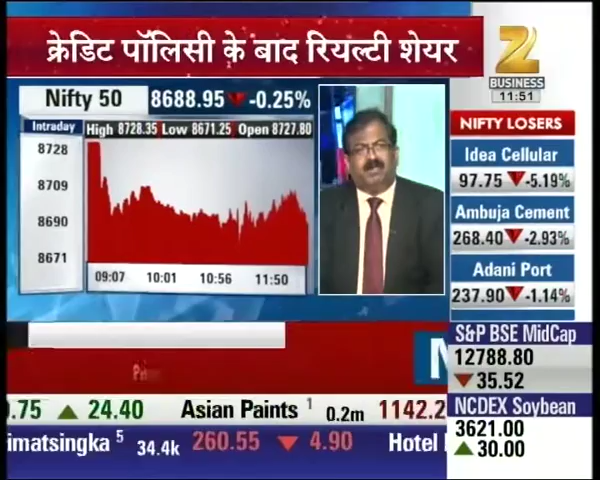 क्रेडिट पॉलिसी के बाद रियल्टी शेयर
Z
BUSINESS
11:51
Nifty 50 8688.95 -0.25%
Intraday High 8728.35 Low 8671.25 Open 8727.80
8728
8709
8690
8671
09:07 10:01 10:56 11:50
NIFTY LOSERS
Idea Cellular
97.75 -5.19%
Ambuja Cement
268.40 -2.93%
Adani Port
237.90 -1.14%
S&P BSE MidCap
12788.80
35.52
NCDEX Soybean
3621.00
30.00
0.75 24.40 Asian Paints 1 0.2m 1142.2
imatsingka 5 34.4k 260.55 4.90 Hotel